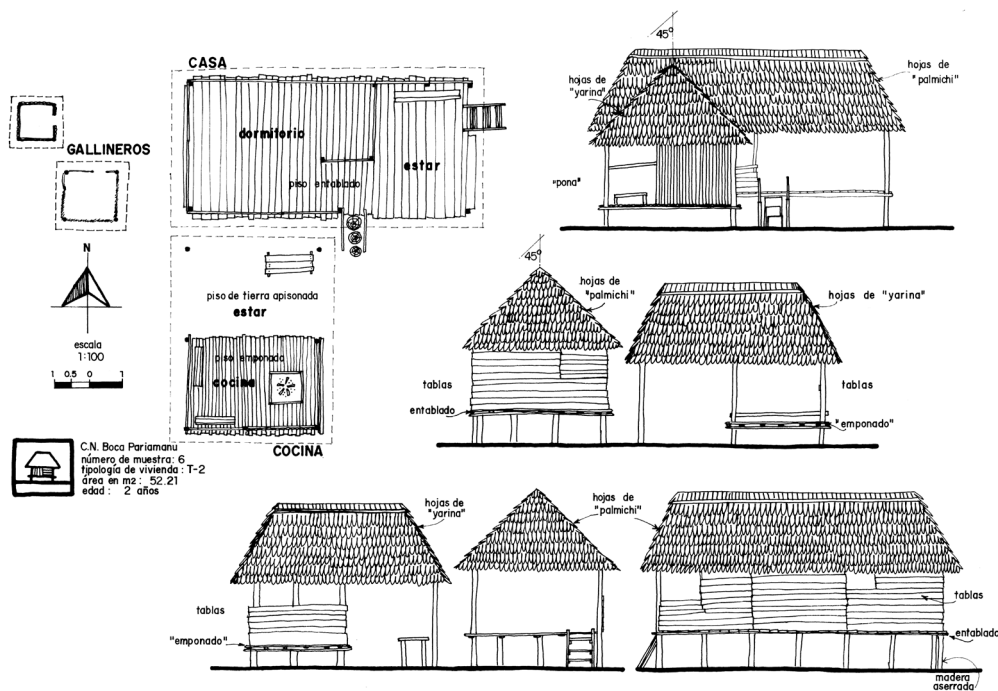 CASA
GALLINEROS
dormitorio
estar
piso entablado
N
escala
1:100
1 0.5 0 1
piso de tierra apisonada
estar
piso emponado
cocina
COCINA
C.N. Boca Pariamanu
número de muestra: 6
tipología de vivienda: T-2
área en m2: 52.21
edad: 2 años
45°
hojas de
"yarina"
hojas de
"palmichi"
"pona"
45°
hojas de
"palmichi"
hojas de "yarina"
tablas
entablado
tablas
"emponado"
hojas de
"yarina"
hojas de
"palmichi"
tablas
"emponado"
tablas
entablado
madera
aserrada